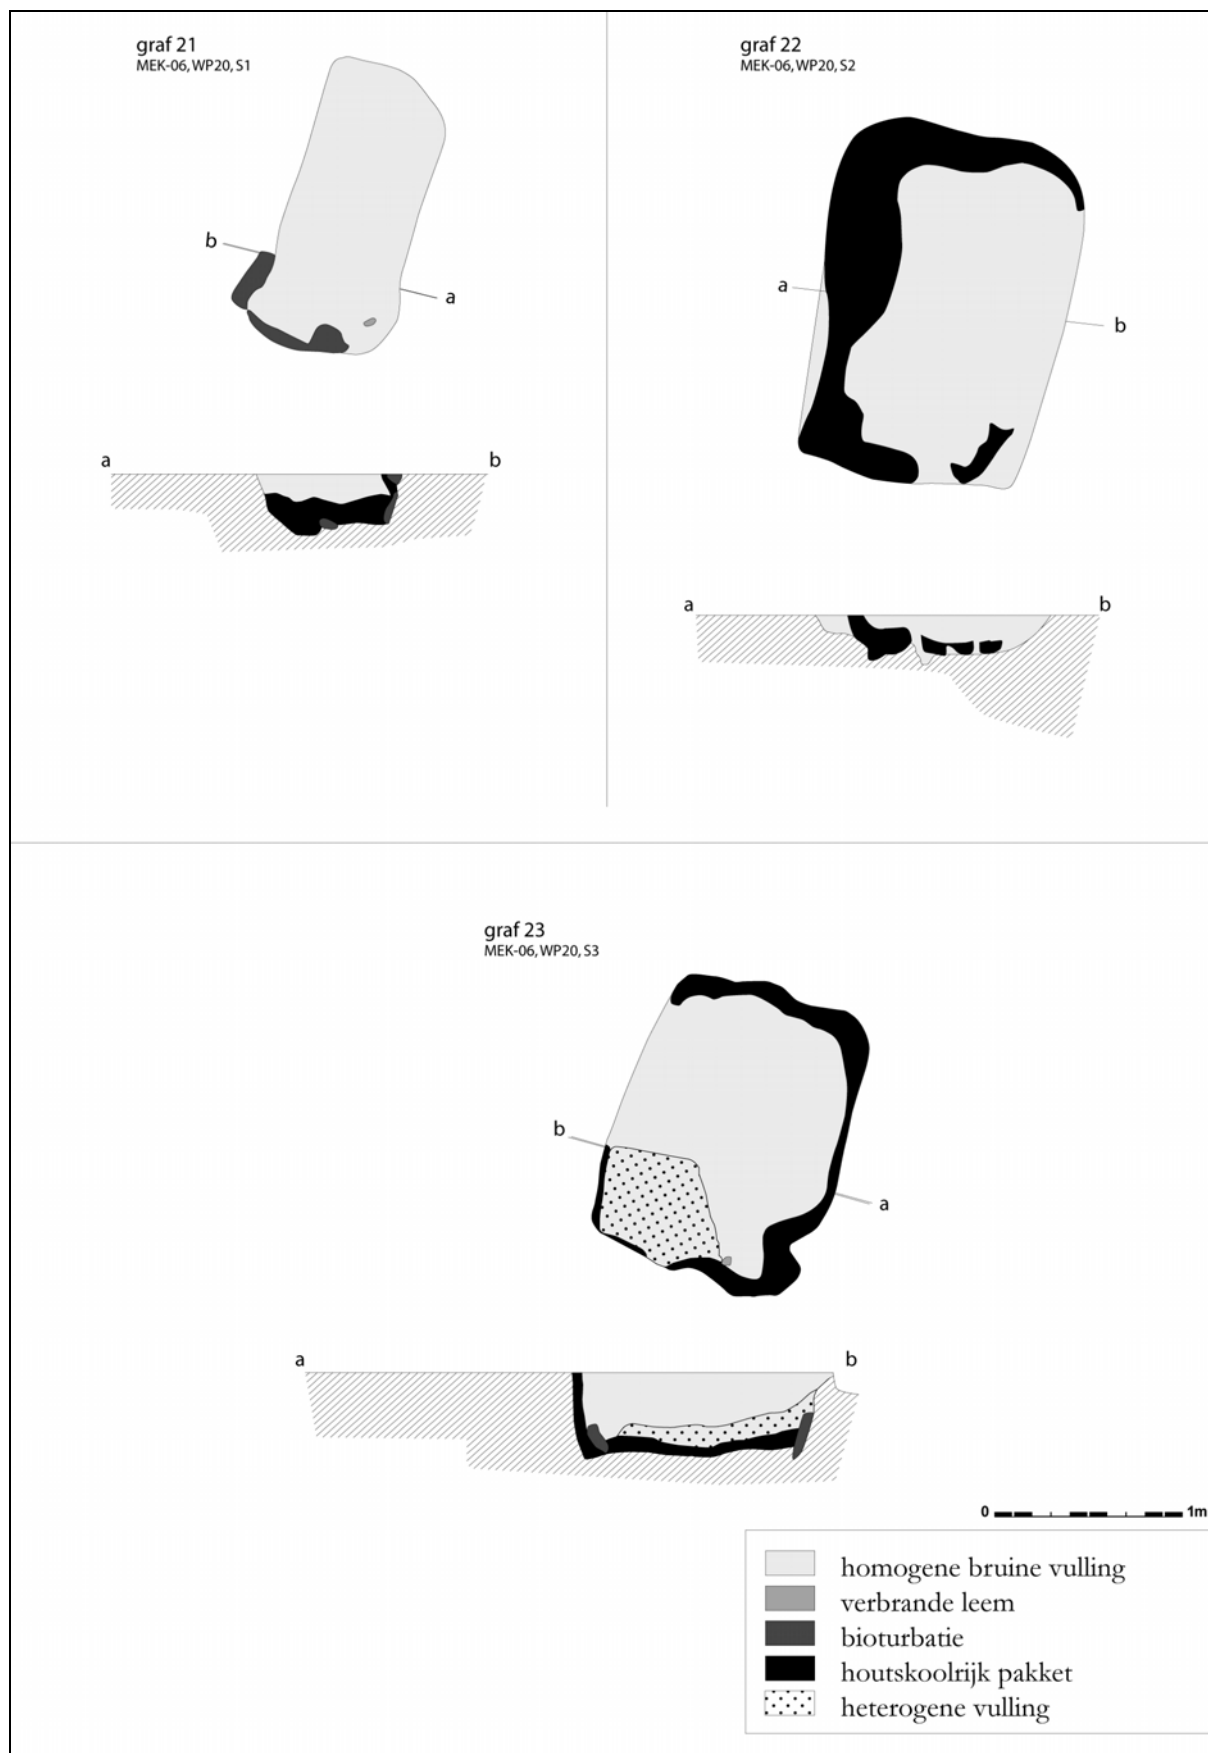 graf 21
MEK-06, WP20, S1
b
a
a
b
graf 22
MEK-06, WP20, S2
a
b
a
b
graf 23
MEK-06, WP20, S3
b
a
a
b
0 1m
homogene bruine vulling
verbrande leem
bioturbatie
houtskoolrijk pakket
heterogene vulling